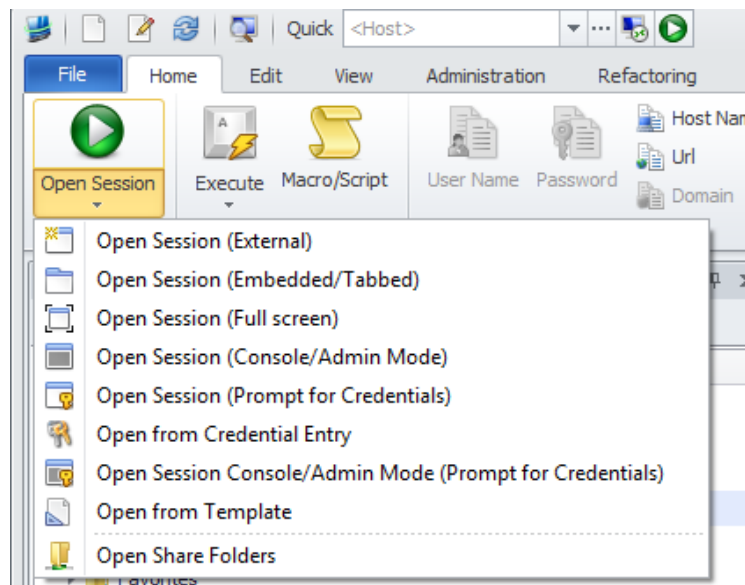 Quick <Host>
File Home Edit View Administration Refactoring
Open Session Execute Macro/Script User Name Password Host Nam
Url
Domain
Open Session (External)
Open Session (Embedded/Tabbed)
Open Session (Full screen)
Open Session (Console/Admin Mode)
Open Session (Prompt for Credentials)
Open from Credential Entry
Open Session Console/Admin Mode (Prompt for Credentials)
Open from Template
Open Share Folders
Favorites